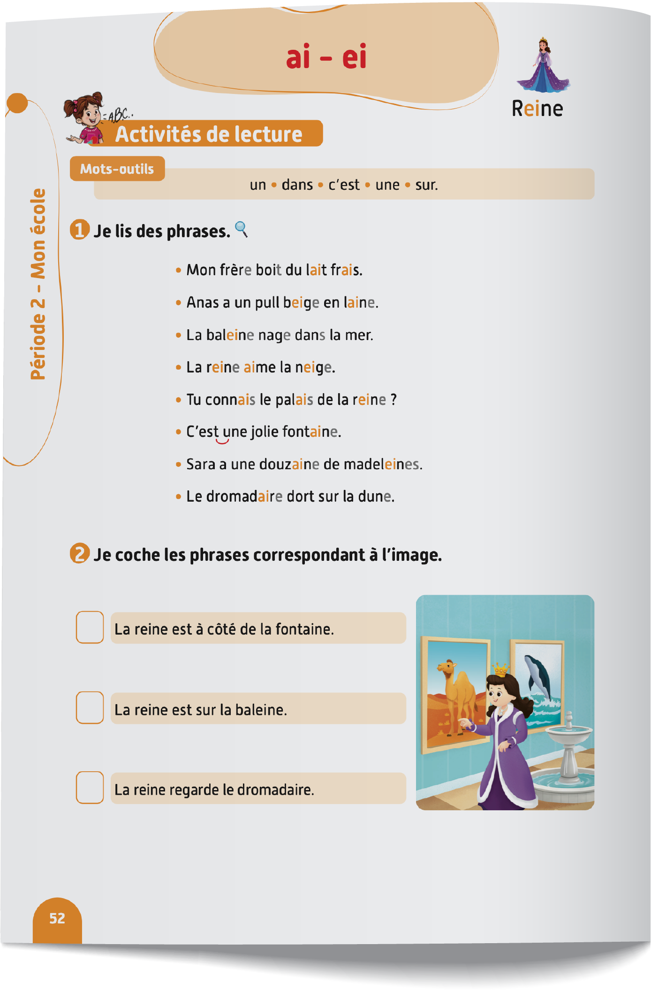 ai - ei
Reine
A.B.C..
Activités de lecture
Mots-outils
un • dans • c'est • une • sur.
Période 2 - Mon école
1 Je lis des phrases.
• Mon frère boit du lait frais.
• Anas a un pull beige en laine.
• La baleine nage dans la mer.
• La reine aime la neige.
• Tu connais le palais de la reine ?
• C'est une jolie fontaine.
• Sara a une douzaine de madeleines.
• Le dromadaire dort sur la dune.
2 Je coche les phrases correspondant à l'image.
La reine est à côté de la fontaine.
La reine est sur la baleine.
La reine regarde le dromadaire.
52